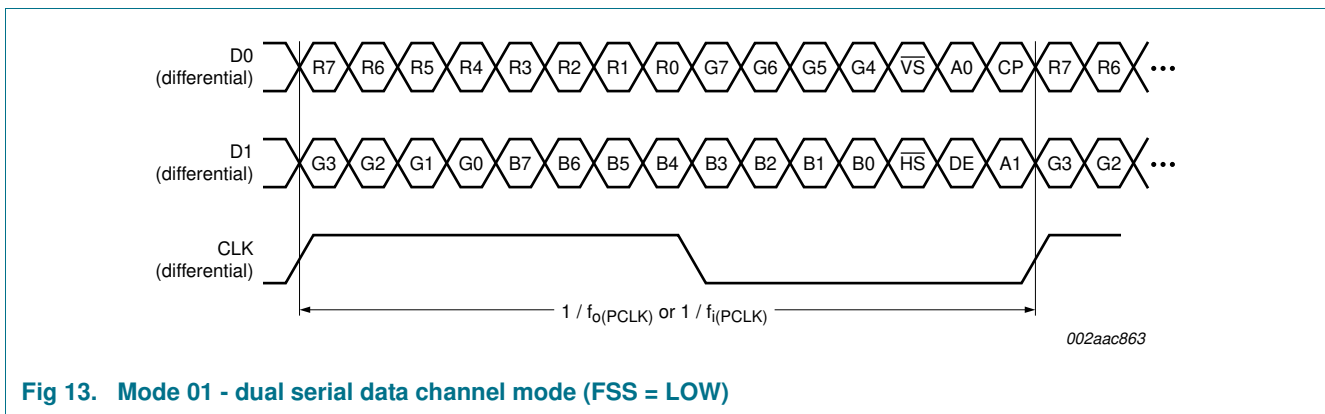 D0
(differential)
R7 R6 R5 R4 R3 R2 R1 R0 G7 G6 G5 G4 V̅S̅ A0 CP R7 R6 •••
D1
(differential)
G3 G2 G1 G0 B7 B6 B5 B4 B3 B2 B1 B0 H̅S̅ DE A1 G3 G2 •••
CLK
(differential)
1 / fo(PCLK) or 1 / fi(PCLK)
002aac863
Fig 13. Mode 01 - dual serial data channel mode (FSS = LOW)